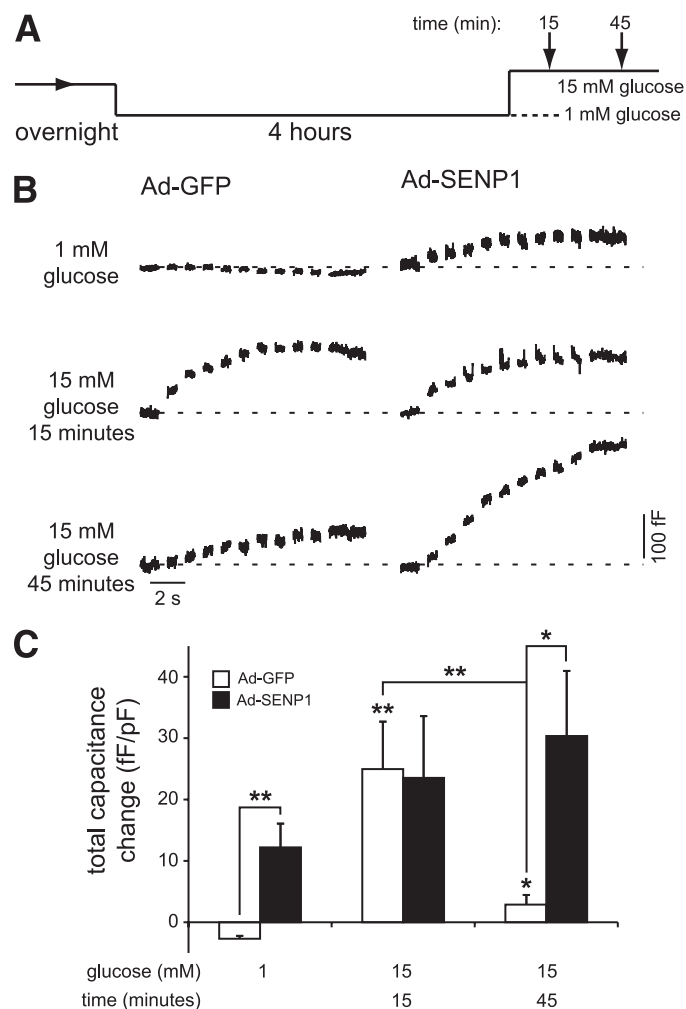 A
time (min): 15 45
15 mM glucose
1 mM glucose
overnight
4 hours
B
Ad-GFP Ad-SENP1
1 mM
glucose
15 mM
glucose
15 minutes
15 mM
glucose
45 minutes
2 s
100 fF
C
Ad-GFP
Ad-SENP1
total capacitance
change (fF/pF)
40
30
20
10
0
**
**
**
*
*
glucose (mM) 1 15 15
time (minutes) 15 45